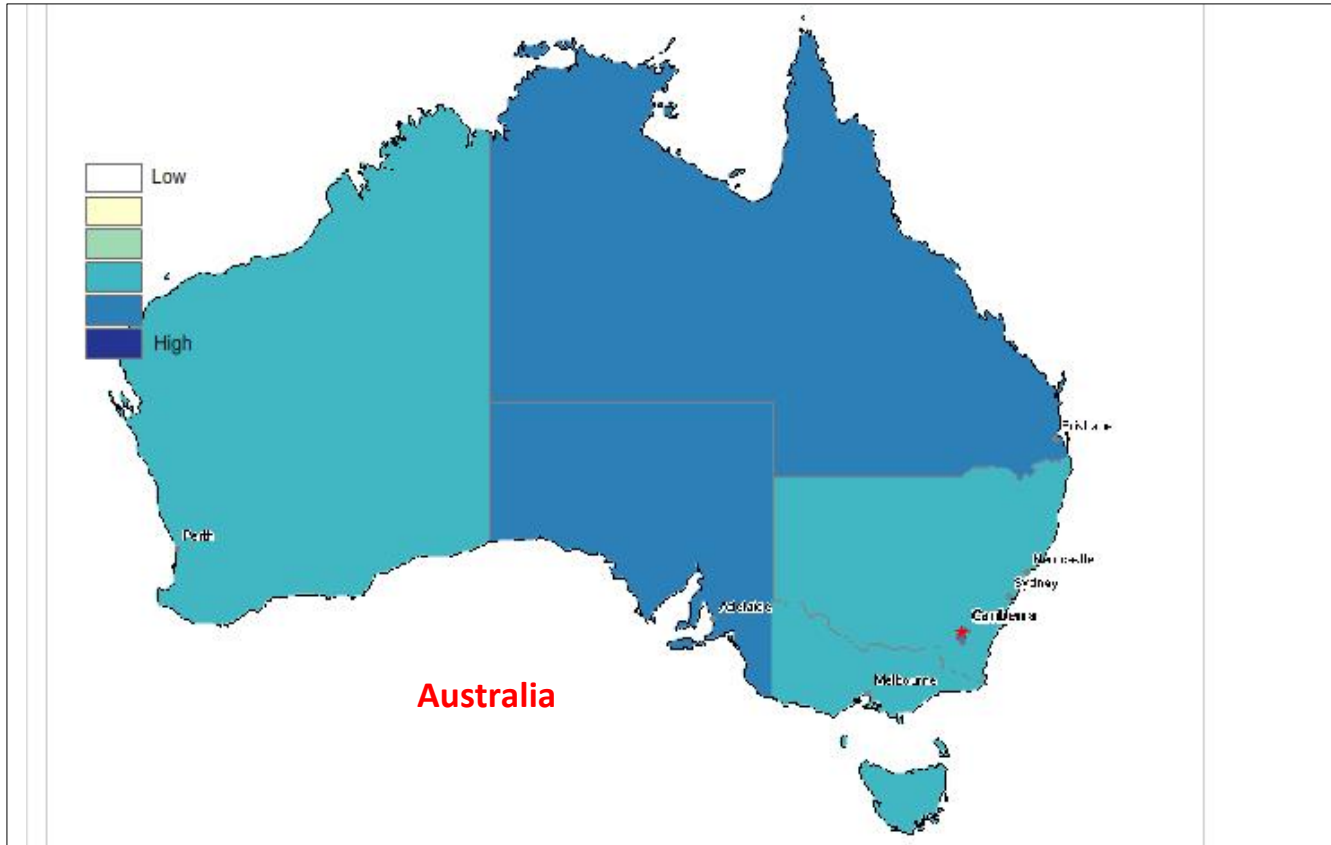 Low
High
Brisbane
Perth
Newcastle
Sydney
Adelaide
Canberra
Melbourne
Australia